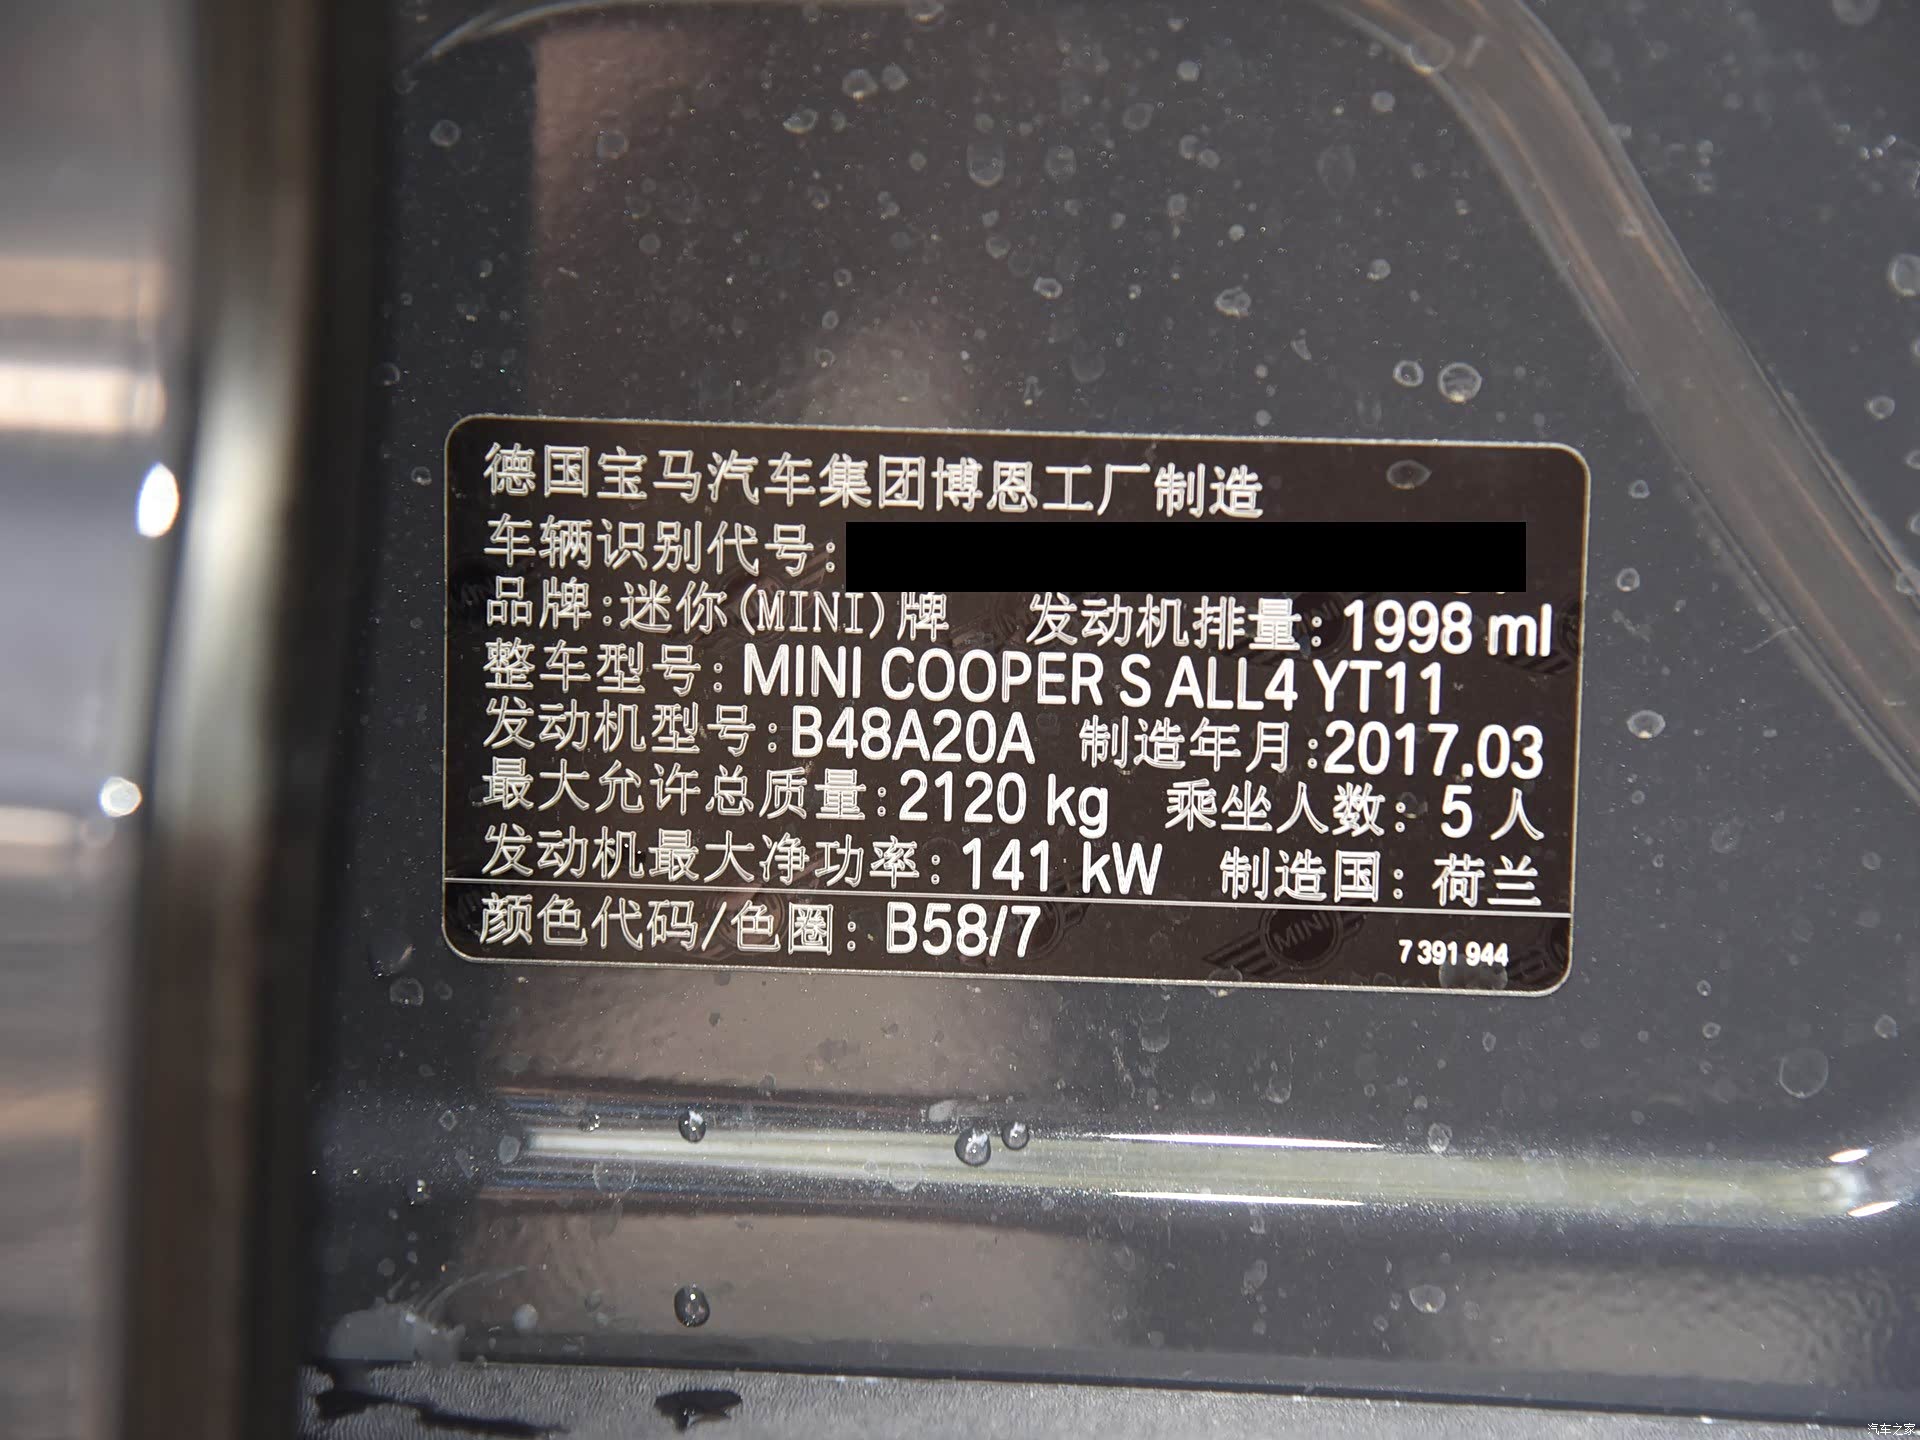 德国宝马汽车集团博恩工厂制造
车辆识别代号:
品牌:迷你(MINI)牌 发动机排量: 1998 ml
整车型号: MINI COOPER S ALL4 YT11
发动机型号:B48A20A 制造年月:2017.03
最大允许总质量:2120 kg 乘坐人数: 5 人
发动机最大净功率: 141 kW 制造国: 荷兰
颜色代码/色圈: B58/7
7 391 944
汽车之家